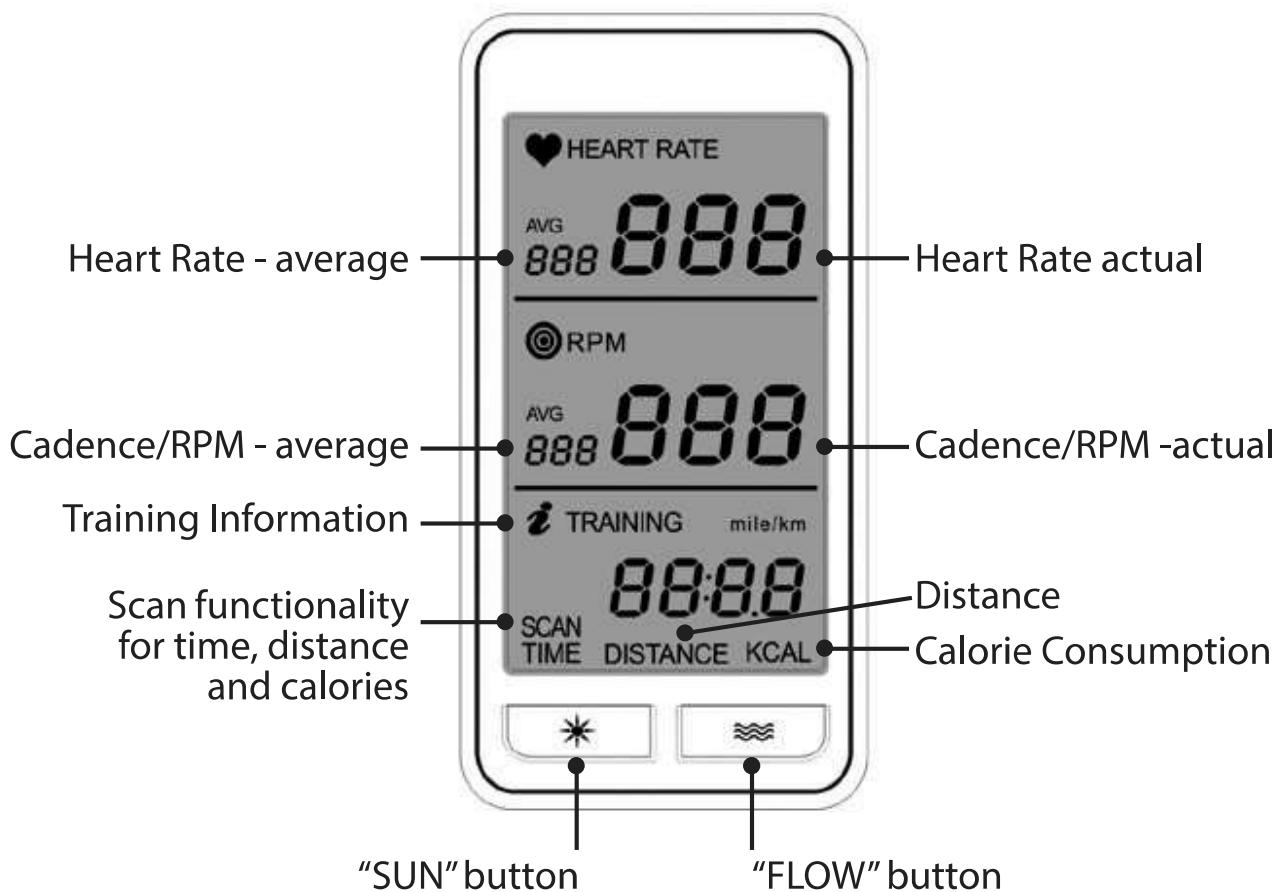 HEART RATE
AVG
888 888
Heart Rate - average
Heart Rate actual
RPM
AVG
888 888
Cadence/RPM - average
Cadence/RPM -actual
Training Information
i TRAINING mile/km
88:8.8
Scan functionality
for time, distance
and calories
SCAN
TIME DISTANCE KCAL
Distance
Calorie Consumption
“SUN” button
“FLOW” button